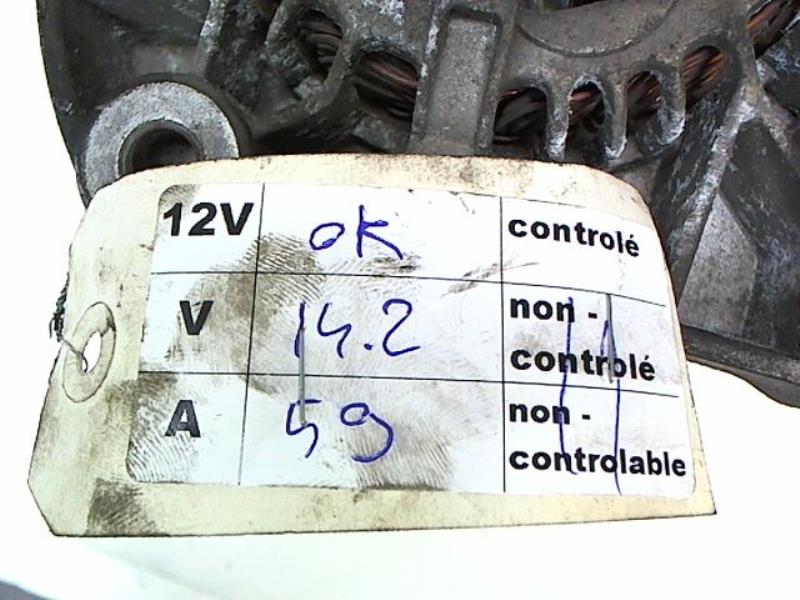 12V OK controlé
V 14.2 non -
controlé
A 59 non -
controlable